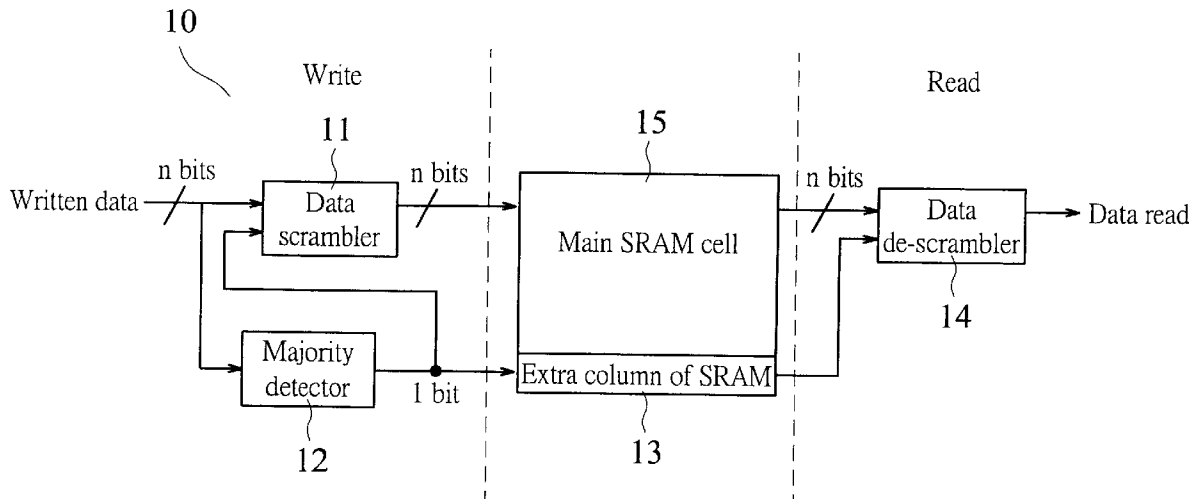 10
Write
Read
11
15
n bits
n bits
n bits
Written data
Data
scrambler
Main SRAM cell
Data
de-scrambler
Data read
14
Majority
detector
1 bit
Extra column of SRAM
12
13